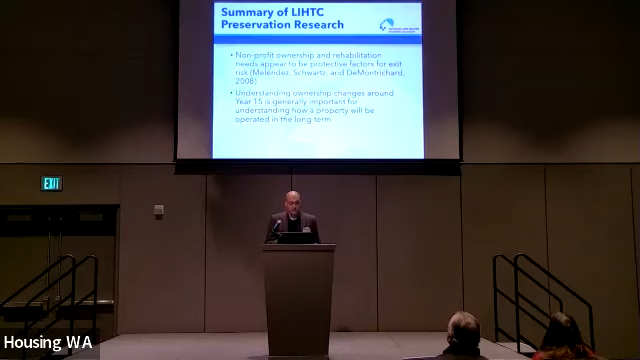 Summary of LIHTC
Preservation Research
• Non-profit ownership and rehabilitation
needs appear to be protective factors for exit
risk (Meléndez, Schwartz, and DeMontrichard,
2008)
• Understanding ownership changes around
Year 15 is generally important for
understanding how a property will be
operated in the long term
EXIT
Housing WA